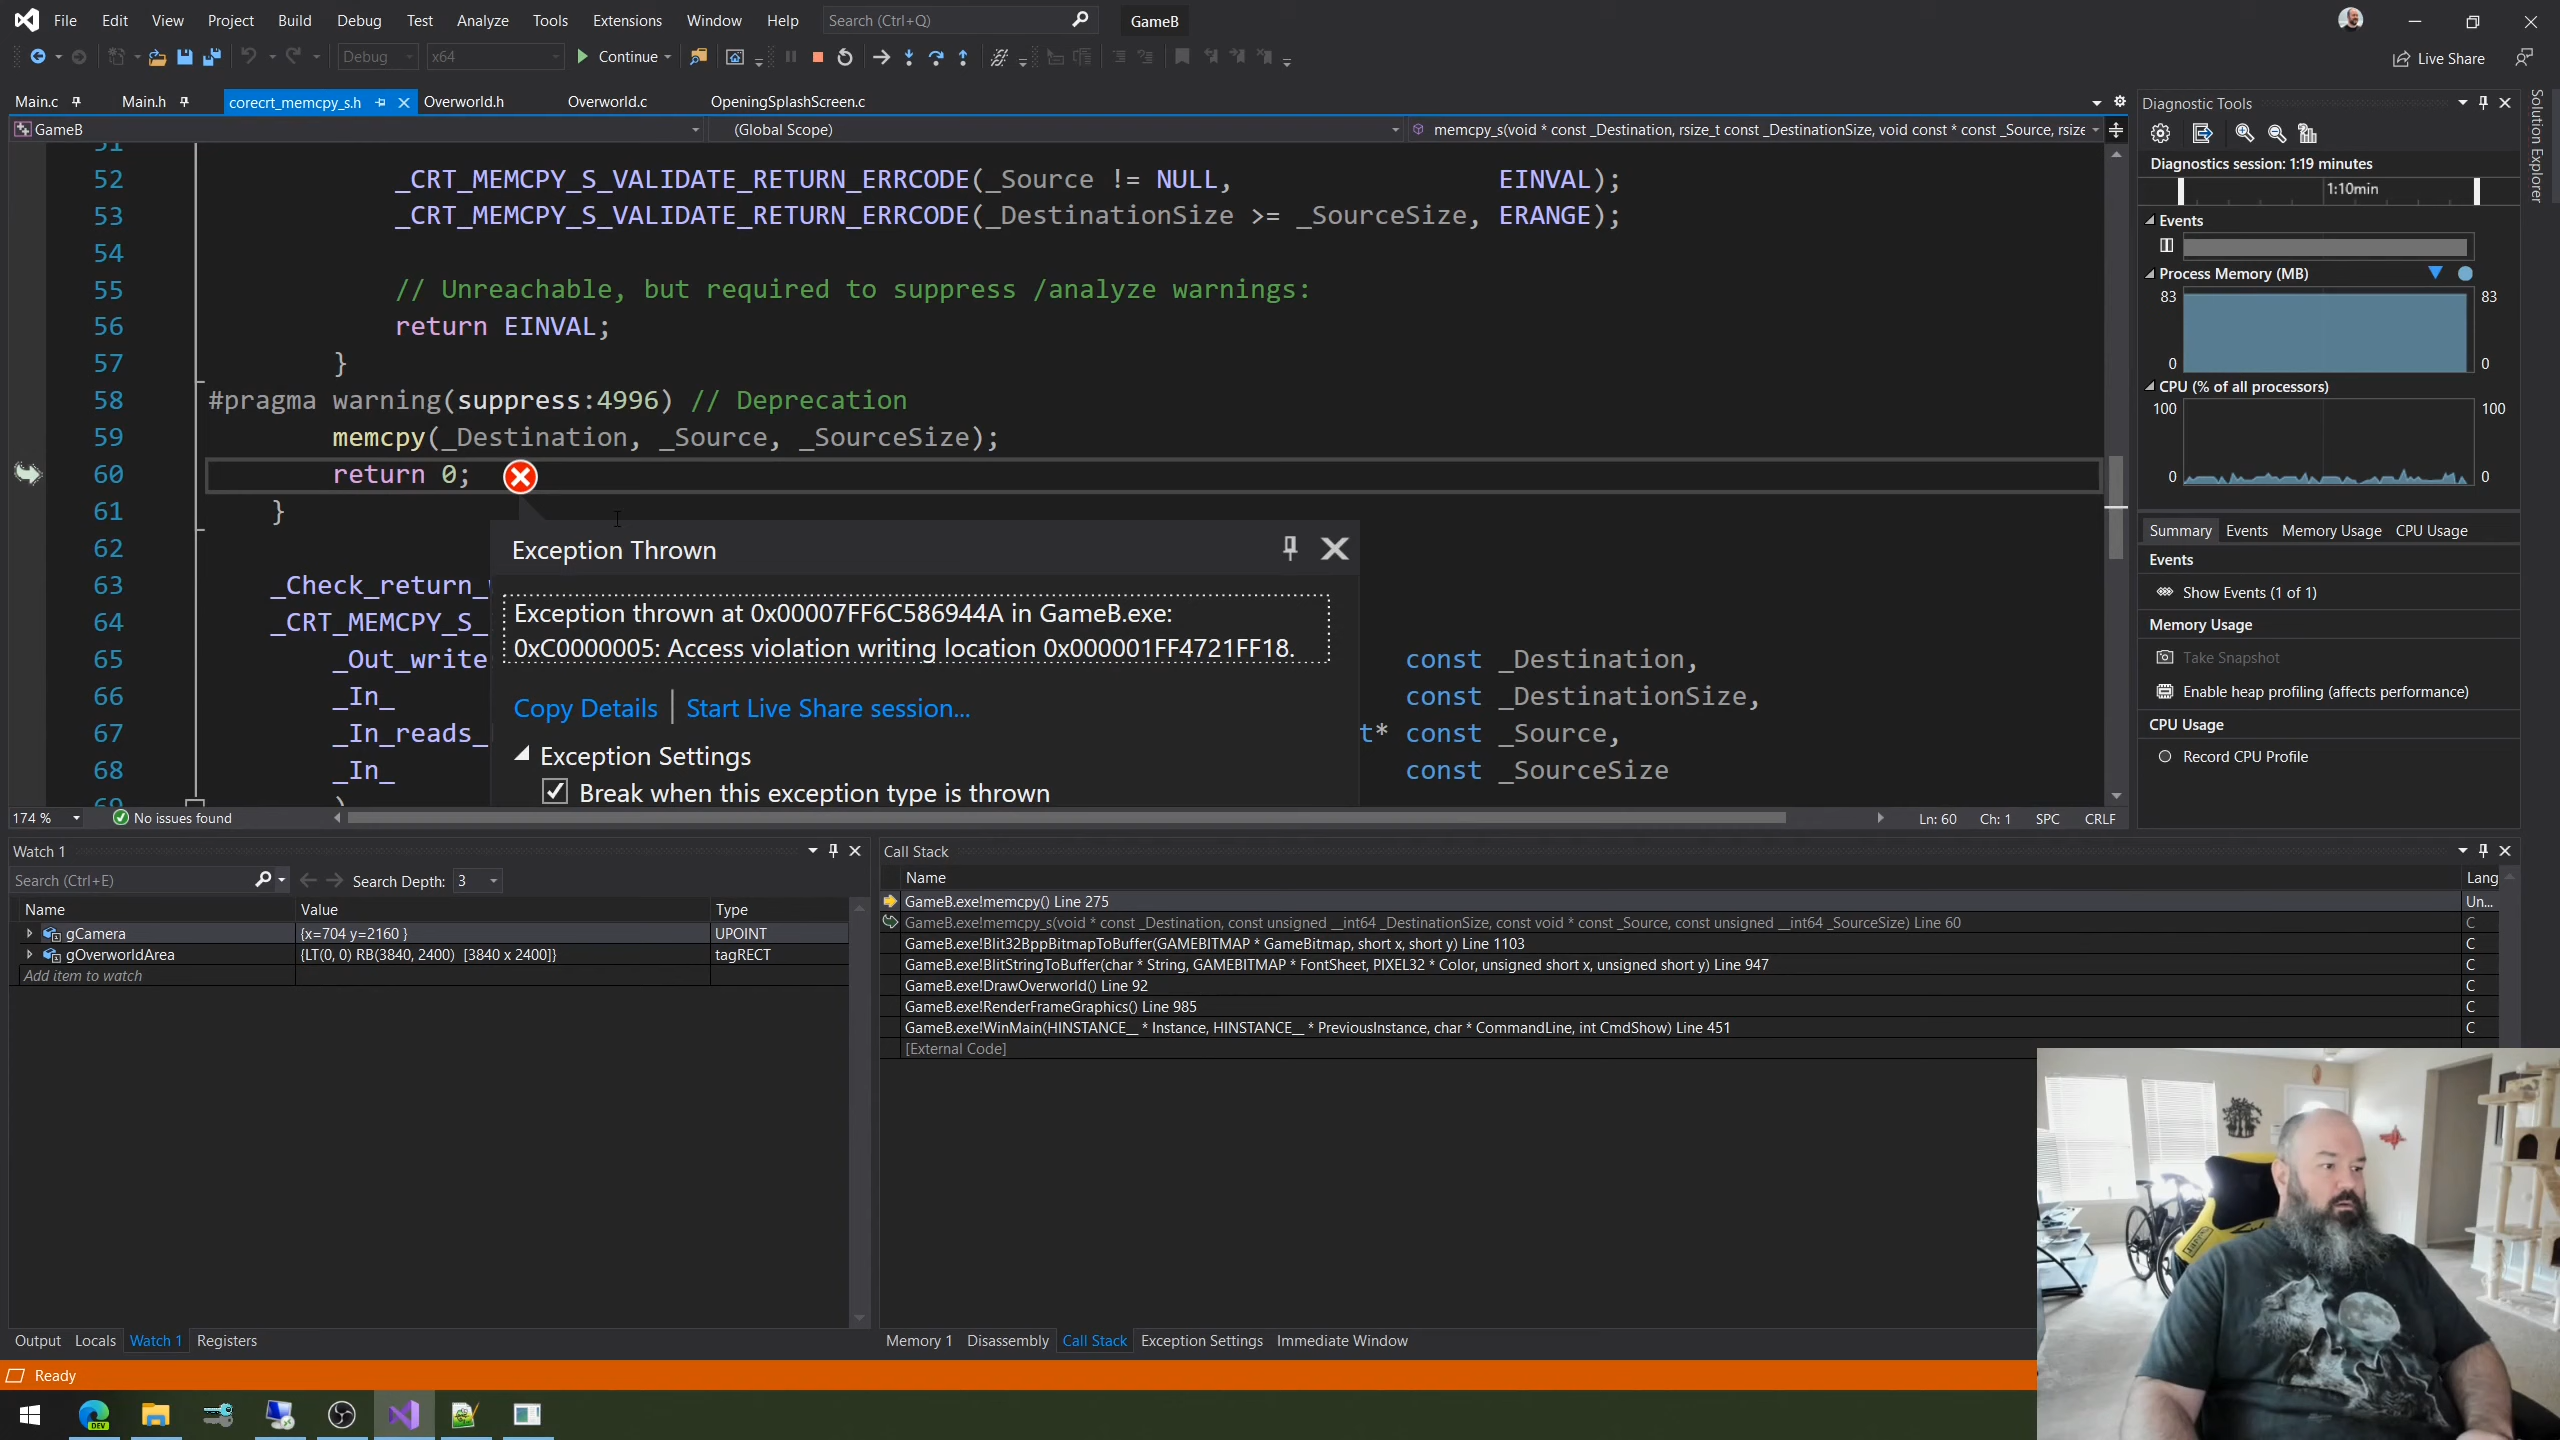 File Edit View Project Build Debug Test Analyze Tools Extensions Window Help Search (Ctrl+Q) GameB
Debug x64 Continue Live Share
Main.c Main.h corecrt_memcpy_s.h Overworld.h Overworld.c OpeningSplashScreen.c
GameB (Global Scope) memcpy_s(void * const _Destination, rsize_t const _DestinationSize, void const * const _Source, rsize
51
52 _CRT_MEMCPY_S_VALIDATE_RETURN_ERRCODE(_Source != NULL, EINVAL);
53 _CRT_MEMCPY_S_VALIDATE_RETURN_ERRCODE(_DestinationSize >= _SourceSize, ERANGE);
54
55 // Unreachable, but required to suppress /analyze warnings:
56 return EINVAL;
57 }
58 #pragma warning(suppress:4996) // Deprecation
59 memcpy(_Destination, _Source, _SourceSize);
60 return 0;
61 }
62
63 _Check_return_
64 _CRT_MEMCPY_S_
65 _Out_write const _Destination,
66 _In_ const _DestinationSize,
67 _In_reads_ t* const _Source,
68 _In_ const _SourceSize
69 )
Exception Thrown
Exception thrown at 0x00007FF6C586944A in GameB.exe:
0xC0000005: Access violation writing location 0x000001FF4721FF18.
Copy Details | Start Live Share session...
Exception Settings
Break when this exception type is thrown
174 % No issues found Ln: 60 Ch: 1 SPC CRLF
Diagnostic Tools
Diagnostics session: 1:19 minutes
1:10min
Events
Process Memory (MB)
83 83
0 0
CPU (% of all processors)
100 100
0 0
Summary Events Memory Usage CPU Usage
Events
Show Events (1 of 1)
Memory Usage
Take Snapshot
Enable heap profiling (affects performance)
CPU Usage
Record CPU Profile
Solution Explorer
Watch 1
Search (Ctrl+E) Search Depth: 3
Name Value Type
gCamera {x=704 y=2160 } UPOINT
gOverworldArea {LT(0, 0) RB(3840, 2400) [3840 x 2400]} tagRECT
Add item to watch
Output Locals Watch 1 Registers
Call Stack
Name Lang
GameB.exe!memcpy() Line 275 Un...
GameB.exe!memcpy_s(void * const _Destination, const unsigned __int64 _DestinationSize, const void * const _Source, const unsigned __int64 _SourceSize) Line 60 C
GameB.exe!Blit32BppBitmapToBuffer(GAMEBITMAP * GameBitmap, short x, short y) Line 1103 C
GameB.exe!BlitStringToBuffer(char * String, GAMEBITMAP * FontSheet, PIXEL32 * Color, unsigned short x, unsigned short y) Line 947 C
GameB.exe!DrawOverworld() Line 92 C
GameB.exe!RenderFrameGraphics() Line 985 C
GameB.exe!WinMain(HINSTANCE__ * Instance, HINSTANCE__ * PreviousInstance, char * CommandLine, int CmdShow) Line 451 C
[External Code]
Memory 1 Disassembly Call Stack Exception Settings Immediate Window
Ready
DEV